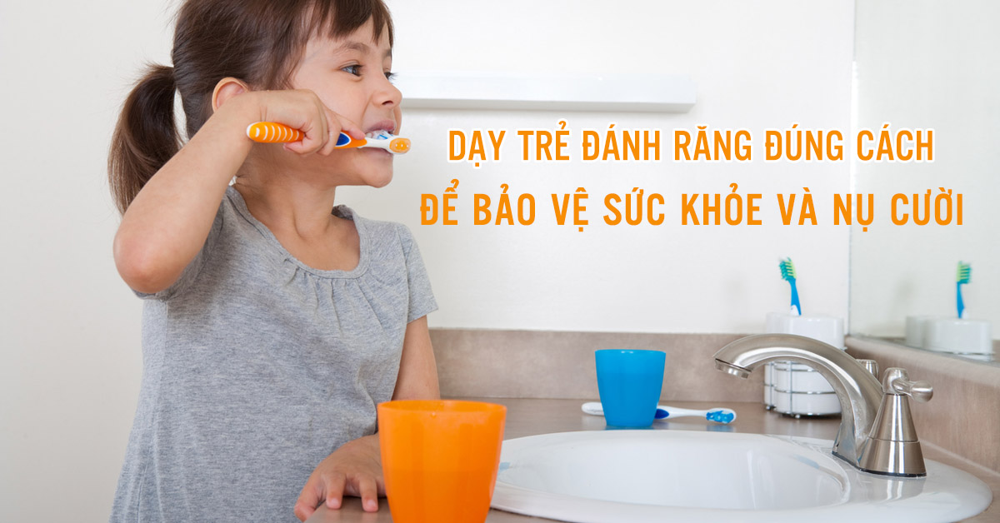 DẠY TRẺ ĐÁNH RĂNG ĐÚNG CÁCH
ĐỂ BẢO VỆ SỨC KHỎE VÀ NỤ CƯỜI